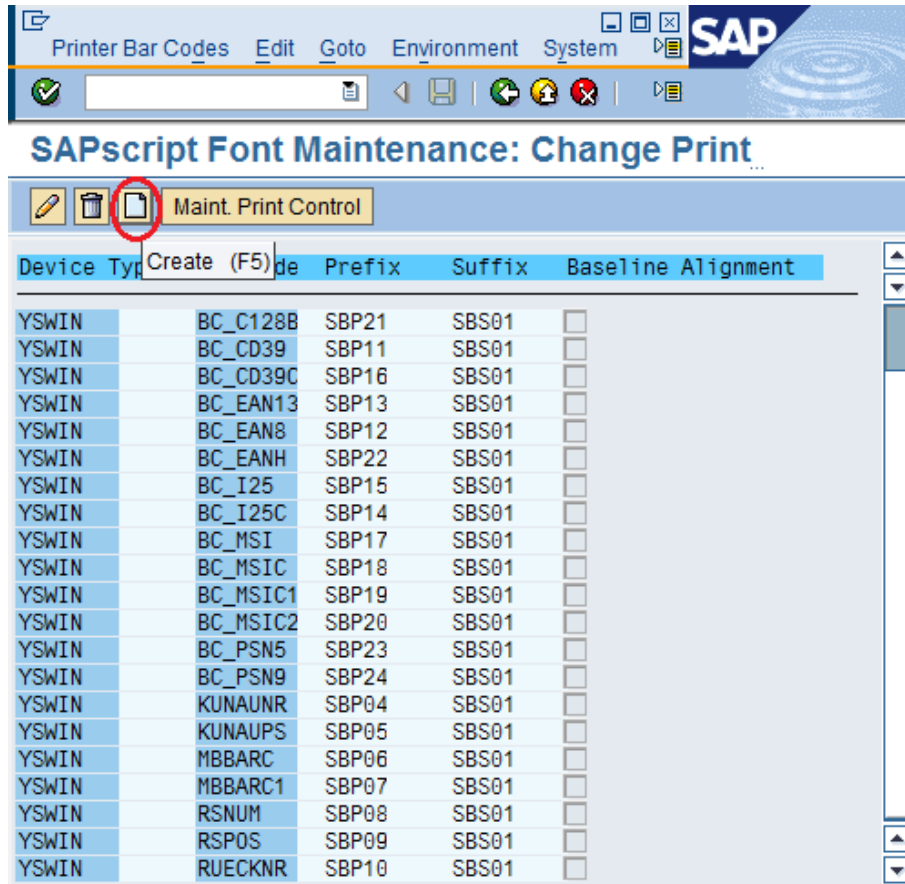 Printer Bar Codes Edit Goto Environment System SAP
SAPscript Font Maintenance: Change Print...
Maint. Print Control
Create (F5)
Device Typ de Prefix Suffix Baseline Alignment
YSWIN BC_C128B SBP21 SBS01
YSWIN BC_CD39 SBP11 SBS01
YSWIN BC_CD39C SBP16 SBS01
YSWIN BC_EAN13 SBP13 SBS01
YSWIN BC_EAN8 SBP12 SBS01
YSWIN BC_EANH SBP22 SBS01
YSWIN BC_I25 SBP15 SBS01
YSWIN BC_I25C SBP14 SBS01
YSWIN BC_MSI SBP17 SBS01
YSWIN BC_MSIC SBP18 SBS01
YSWIN BC_MSIC1 SBP19 SBS01
YSWIN BC_MSIC2 SBP20 SBS01
YSWIN BC_PSN5 SBP23 SBS01
YSWIN BC_PSN9 SBP24 SBS01
YSWIN KUNAUNR SBP04 SBS01
YSWIN KUNAUPS SBP05 SBS01
YSWIN MBBARC SBP06 SBS01
YSWIN MBBARC1 SBP07 SBS01
YSWIN RSNUM SBP08 SBS01
YSWIN RSPOS SBP09 SBS01
YSWIN RUECKNR SBP10 SBS01